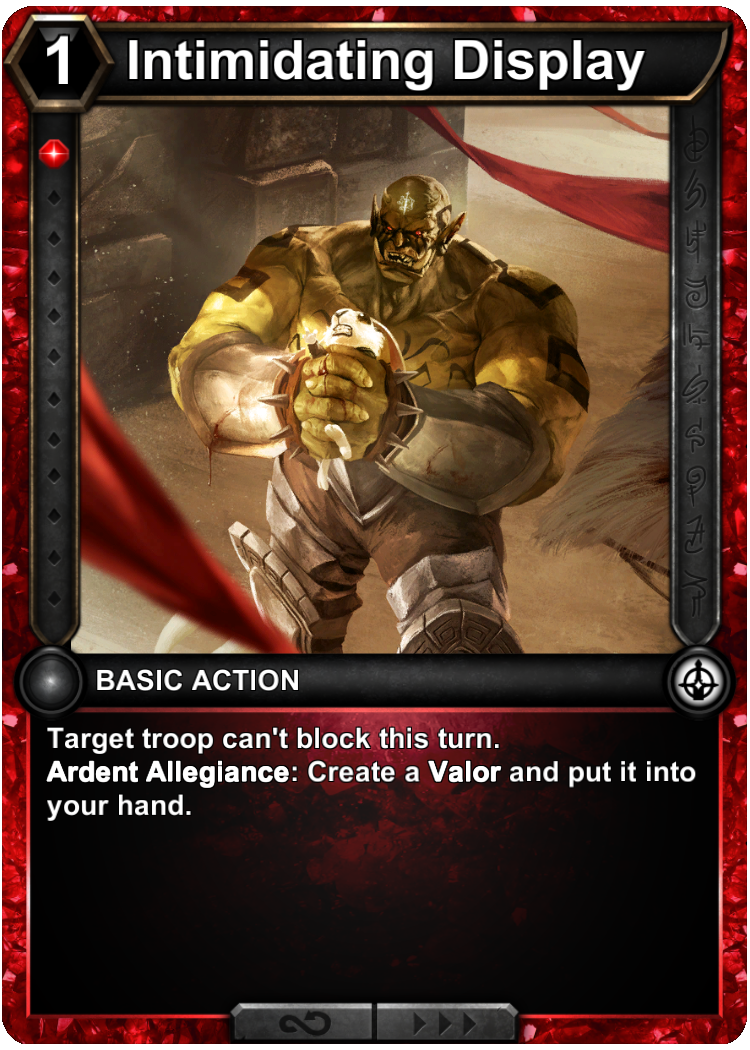 1
Intimidating Display
BASIC ACTION
Target troop can't block this turn.
Ardent Allegiance: Create a Valor and put it into
your hand.